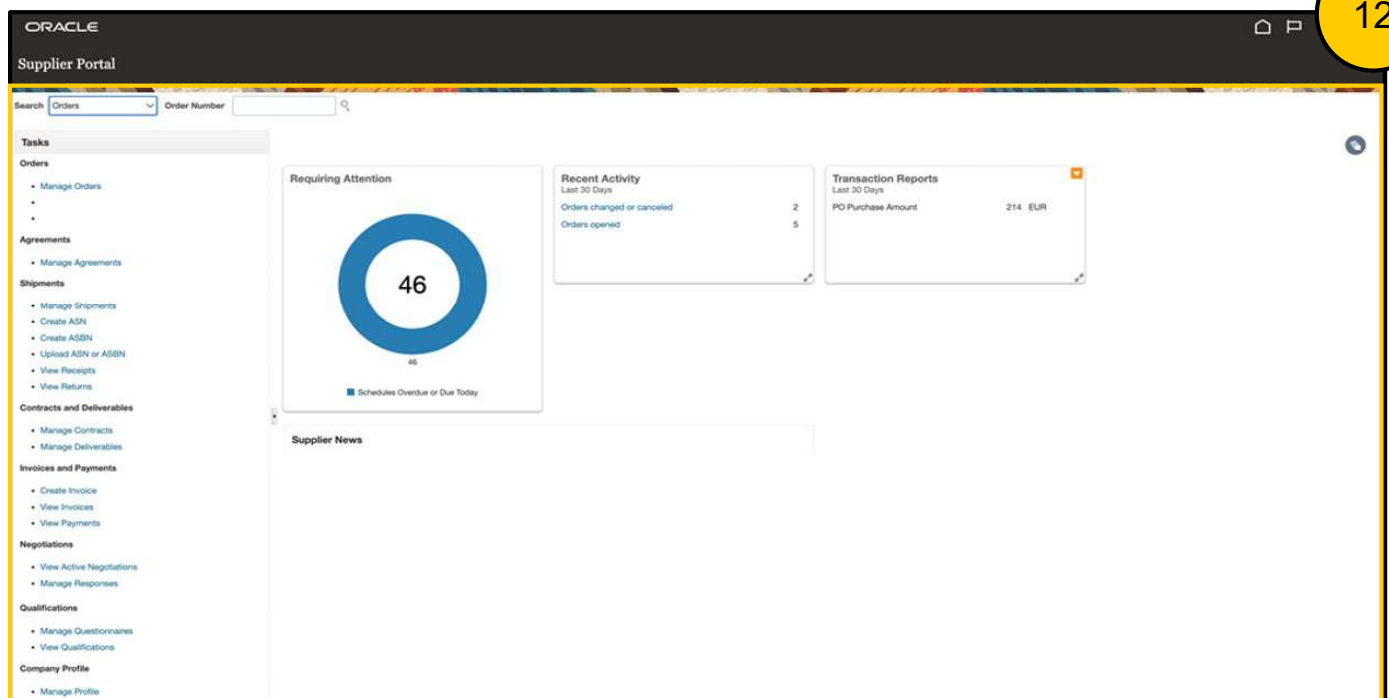 ORACLE
12
Supplier Portal
Search Orders Order Number
Tasks
Orders
• Manage Orders
•
•
Agreements
• Manage Agreements
Shipments
• Manage Shipments
• Create ASN
• Create ASBN
• Upload ASN or ASBN
• View Receipts
• View Returns
Contracts and Deliverables
• Manage Contracts
• Manage Deliverables
Invoices and Payments
• Create Invoice
• View Invoices
• View Payments
Negotiations
• View Active Negotiations
• Manage Responses
Qualifications
• Manage Questionnaires
• View Qualifications
Company Profile
• Manage Profile
Requiring Attention
46
46
Schedules Overdue or Due Today
Recent Activity
Last 30 Days
Orders changed or canceled 2
Orders opened 5
Transaction Reports
Last 30 Days
PO Purchase Amount 214 EUR
Supplier News